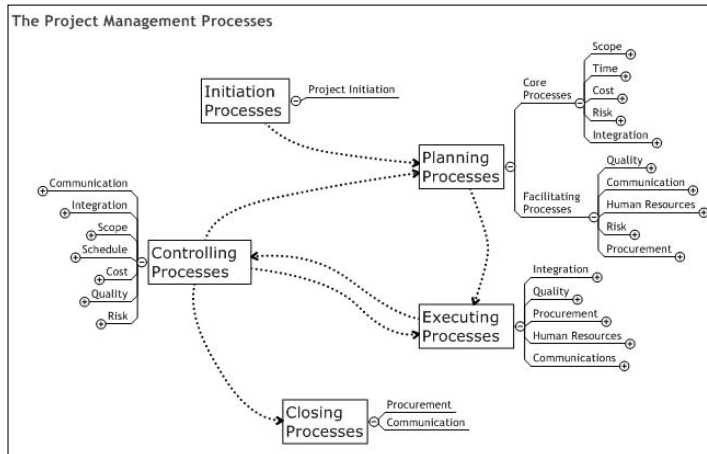 The Project Management Processes
Initiation
Processes
Project Initiation
Planning
Processes
Core
Processes
Scope
Time
Cost
Risk
Integration
Facilitating
Processes
Quality
Communication
Human Resources
Risk
Procurement
Communication
Integration
Scope
Schedule
Cost
Quality
Risk
Controlling
Processes
Executing
Processes
Integration
Quality
Procurement
Human Resources
Communications
Closing
Processes
Procurement
Communication